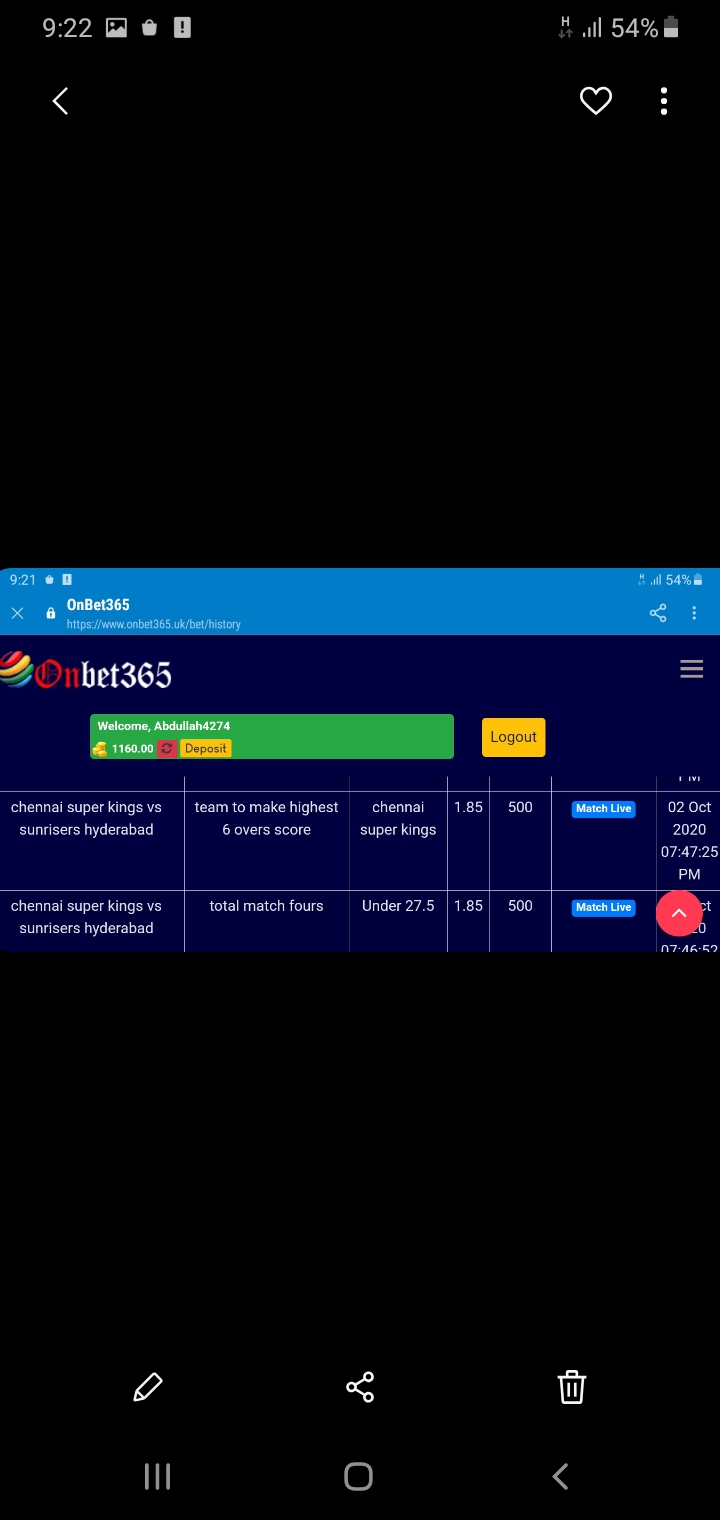 9:22
H
54%
9:21
H
54%
OnBet365
https://www.onbet365.uk/bet/history
Onbet365
Welcome, Abdullah4274
1160.00 Deposit
Logout
PM
chennai super kings vs
sunrisers hyderabad
team to make highest
6 overs score
chennai
super kings
1.85
500
Match Live
02 Oct
2020
07:47:25
PM
chennai super kings vs
sunrisers hyderabad
total match fours
Under 27.5
1.85
500
Match Live
ct
20
07:46:52